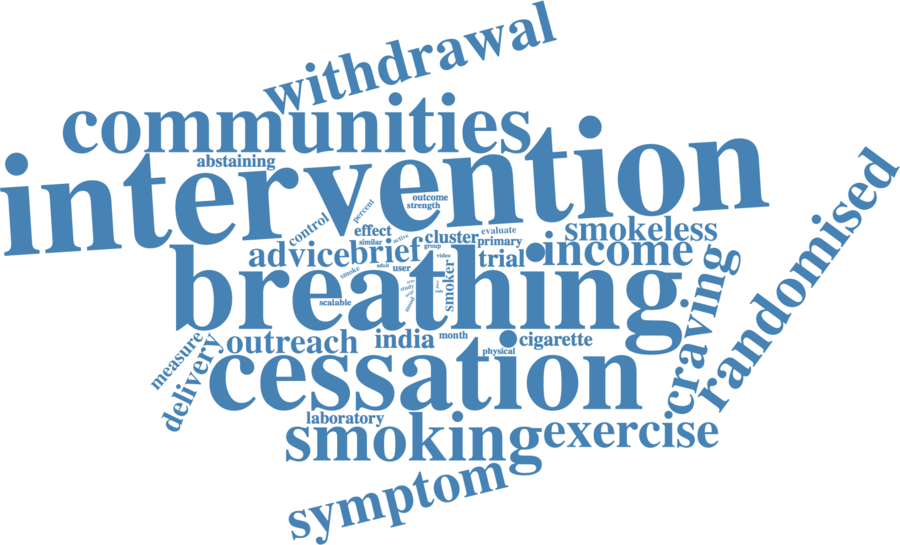 withdrawal
communities
abstaining
intervention
outcome
strength
percent
control
effect
evaluate
smokeless
similar
active
cluster
primary
group
randomised
advice
brief
trial
income
video
smoke
adult
user
breathing
smoker
craving
study
mood
scalable
measure
delivery
outreach
india
month
cigarette
physical
cessation
laboratory
smoking
exercise
symptom